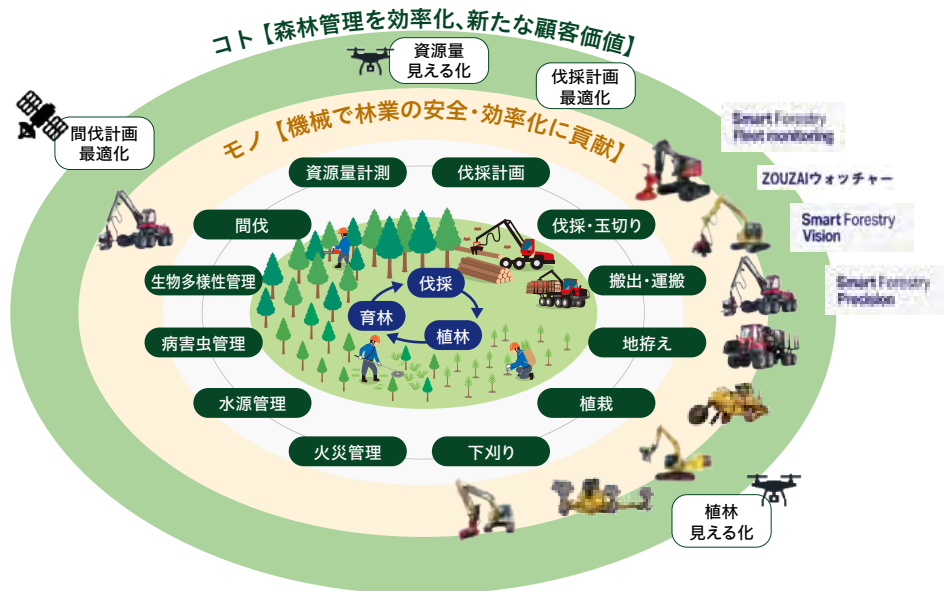 コト【森林管理を効率化、新たな顧客価値】
資源量
見える化
伐採計画
最適化
間伐計画
最適化
モノ【機械で林業の安全・効率化に貢献】
Smart Forestry
Fleet monitoring
ZOUZAIウォッチャー
Smart Forestry
Vision
Smart Forestry
Precision
資源量計測
伐採計画
間伐
伐採・玉切り
生物多様性管理
搬出・運搬
病害虫管理
地拵え
水源管理
植栽
火災管理
下刈り
伐採
育林
植林
植林
見える化